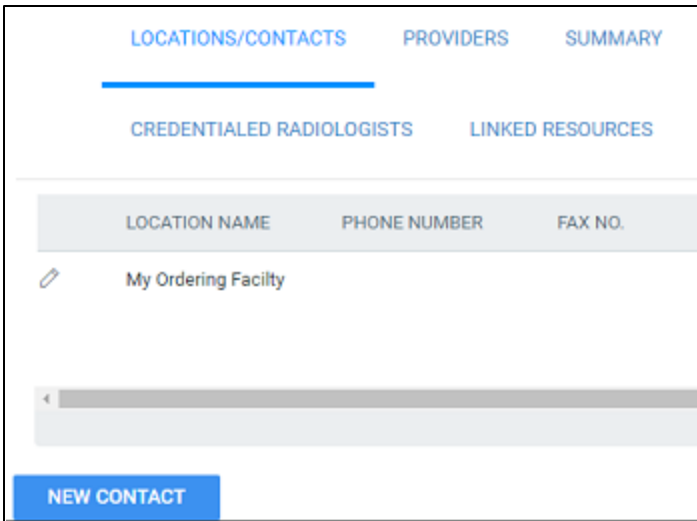 LOCATIONS/CONTACTS PROVIDERS SUMMARY
CREDENTIALED RADIOLOGISTS LINKED RESOURCES
LOCATION NAME PHONE NUMBER FAX NO.
My Ordering Facilty
NEW CONTACT